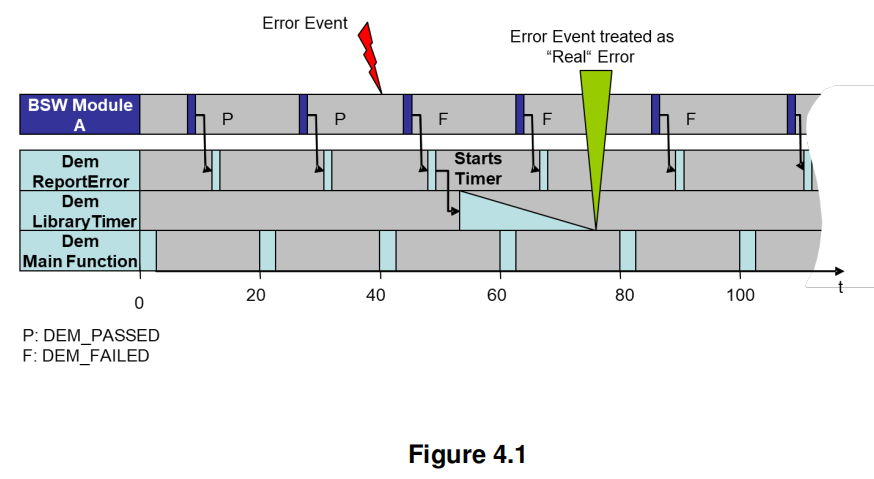 Error Event
Error Event treated as
“Real“ Error
BSW Module
A
P
P
F
F
F
Dem
ReportError
Starts
Timer
Dem
LibraryTimer
Dem
Main Function
0
20
40
60
80
100
t
P: DEM_PASSED
F: DEM_FAILED
Figure 4.1